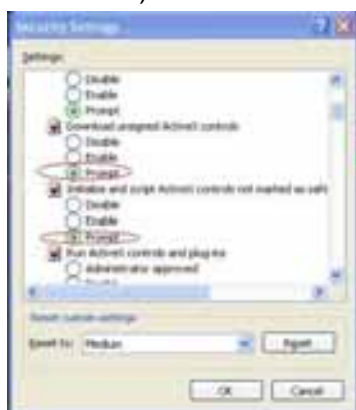 Security Settings
Settings:
Disable
Enable
Prompt
Download unsigned ActiveX controls
Disable
Enable
Prompt
Initialize and script ActiveX controls not marked as safe
Disable
Enable
Prompt
Run ActiveX controls and plug-ins
Administrator approved
Reset custom settings
Reset to: Medium Reset
OK Cancel